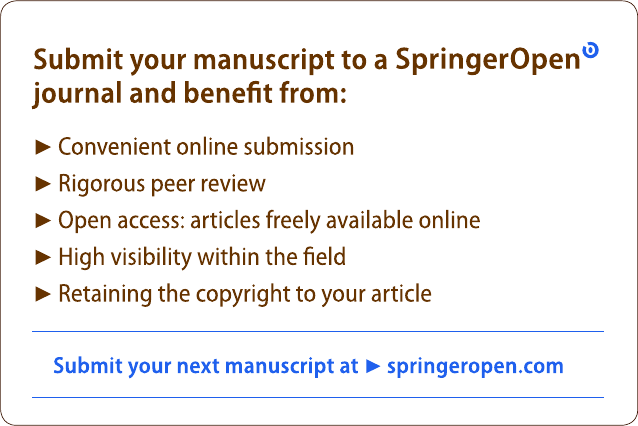 Submit your manuscript to a SpringerOpen
journal and benefit from:
► Convenient online submission
► Rigorous peer review
► Open access: articles freely available online
► High visibility within the field
► Retaining the copyright to your article
Submit your next manuscript at ► springeropen.com